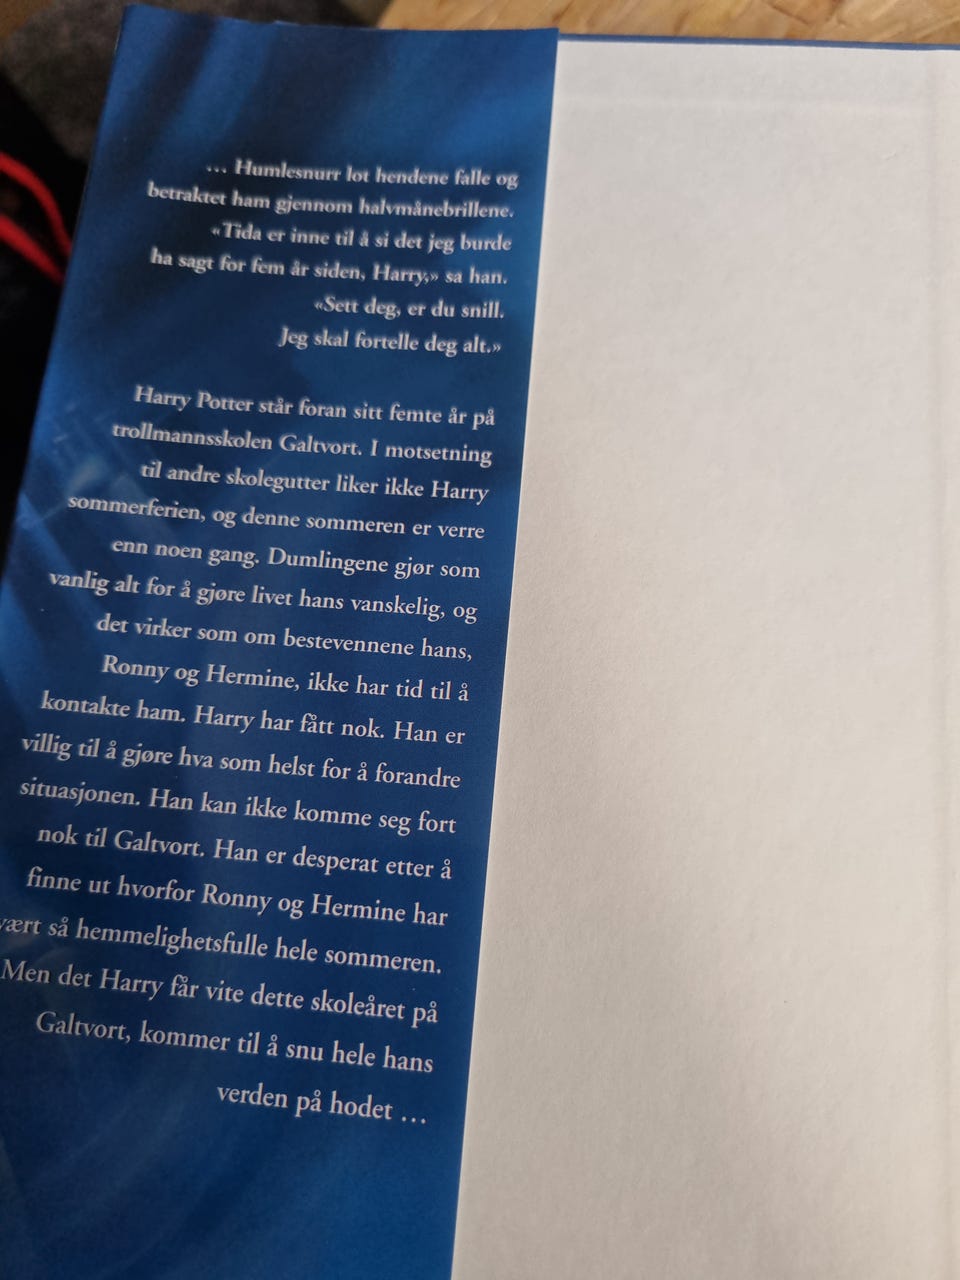 … Humlesnurr lot hendene falle og
betraktet ham gjennom halvmånebrillene.
«Tida er inne til å si det jeg burde
ha sagt for fem år siden, Harry,» sa han.
«Sett deg, er du snill.
Jeg skal fortelle deg alt.»
Harry Potter står foran sitt femte år på
trollmannsskolen Galtvort. I motsetning
til andre skolegutter liker ikke Harry
sommerferien, og denne sommeren er verre
enn noen gang. Dumlingene gjør som
vanlig alt for å gjøre livet hans vanskelig, og
det virker som om bestevennene hans,
Ronny og Hermine, ikke har tid til å
kontakte ham. Harry har fått nok. Han er
villig til å gjøre hva som helst for å forandre
situasjonen. Han kan ikke komme seg fort
nok til Galtvort. Han er desperat etter å
finne ut hvorfor Ronny og Hermine har
vært så hemmelighetsfulle hele sommeren.
Men det Harry får vite dette skoleåret på
Galtvort, kommer til å snu hele hans
verden på hodet …